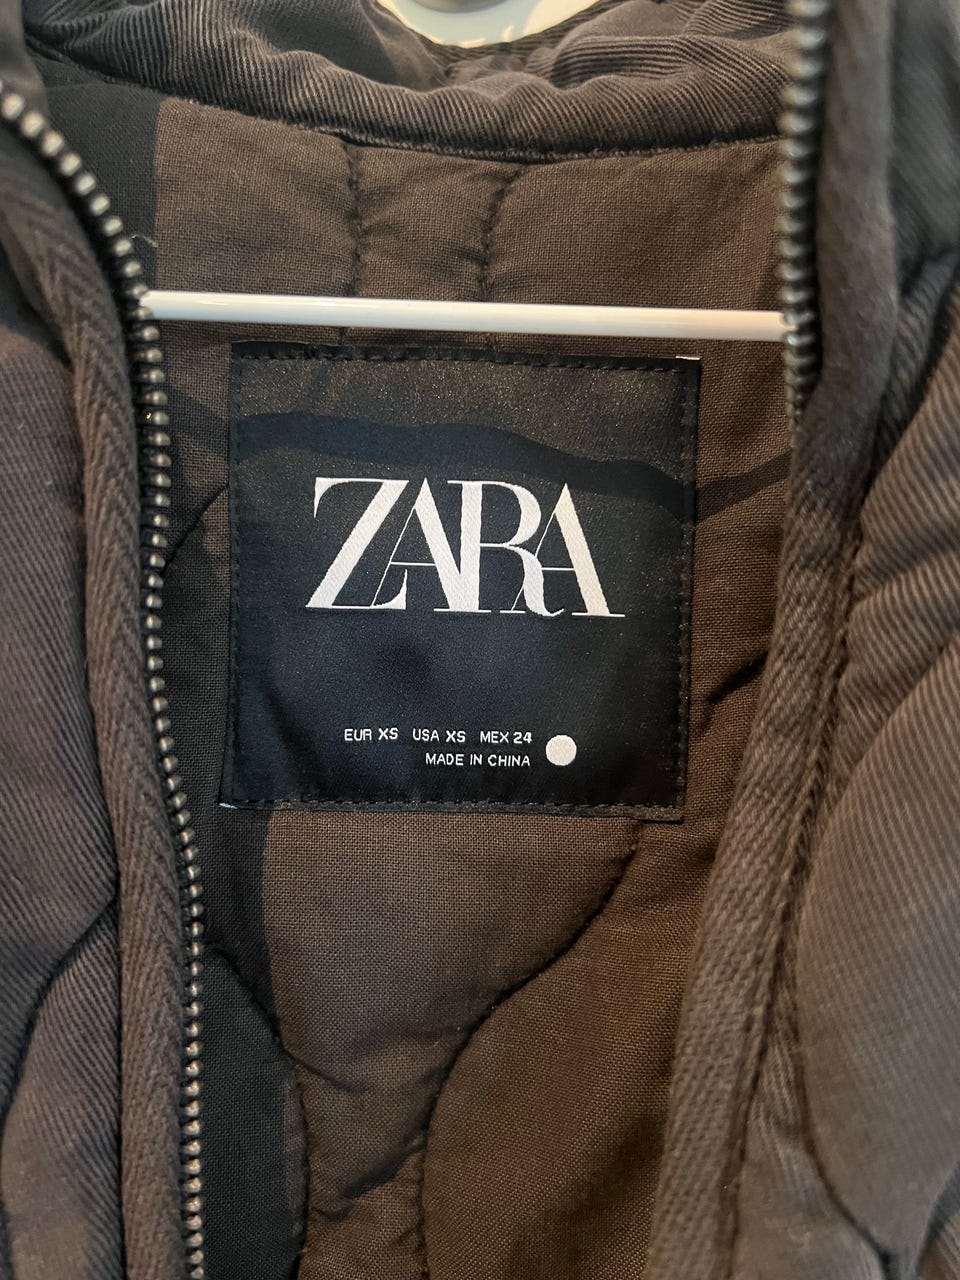 ZARA
EUR XS USA XS MEX 24
MADE IN CHINA